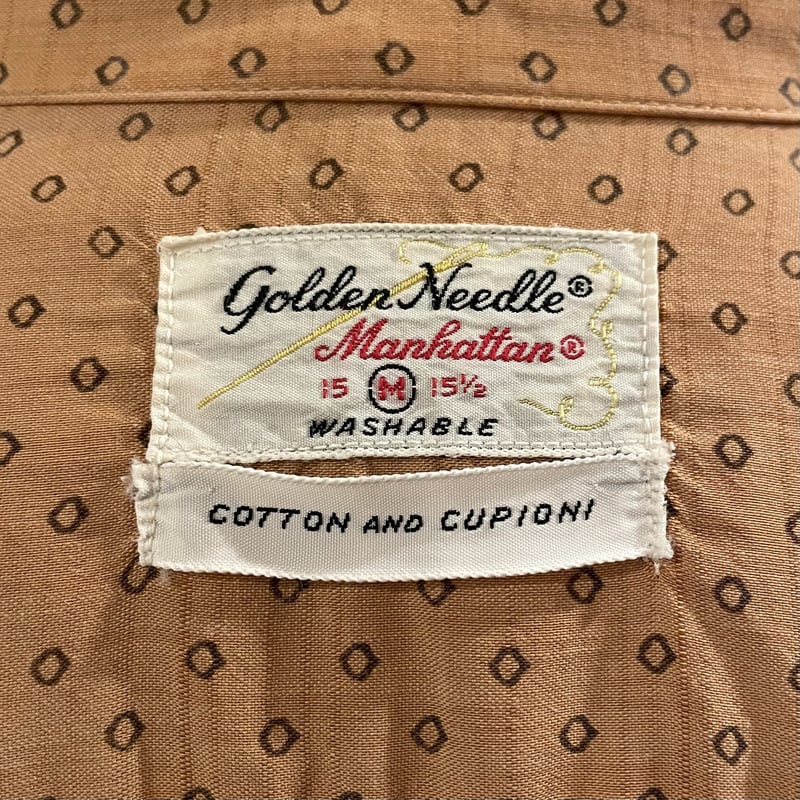 Golden Needle®
Manhattan®
15 M 15½
WASHABLE
COTTON AND CUPIONI